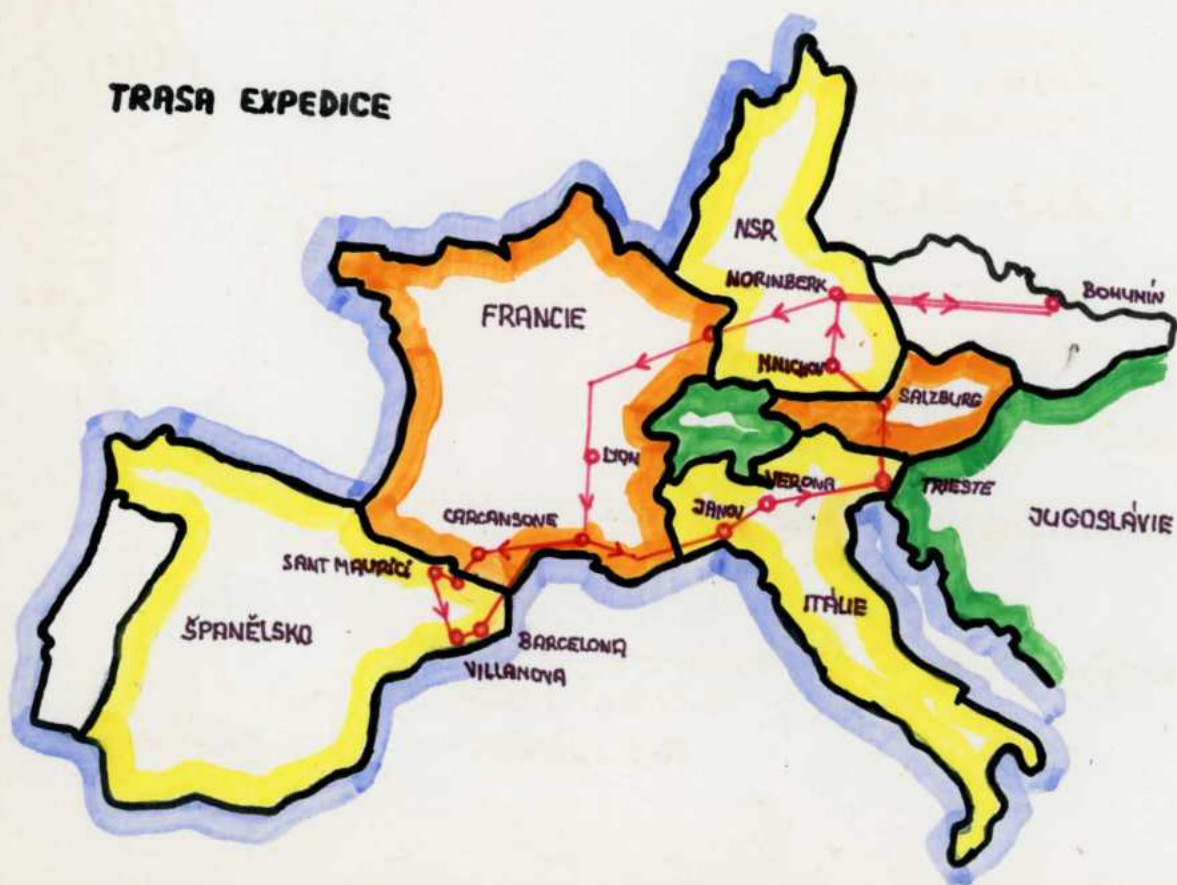 TRASA EXPEDICE
NSR
NORINBERK
BOHUMÍN
FRANCIE
MNICHOV
SALZBURG
LYON
VERONA
TRIESTE
JANOV
CARCANSONE
JUGOSLÁVIE
SANT MAURÍCÍ
ITÁLIE
ŠPANĚLSKO
BARCELONA
VILLANOVA